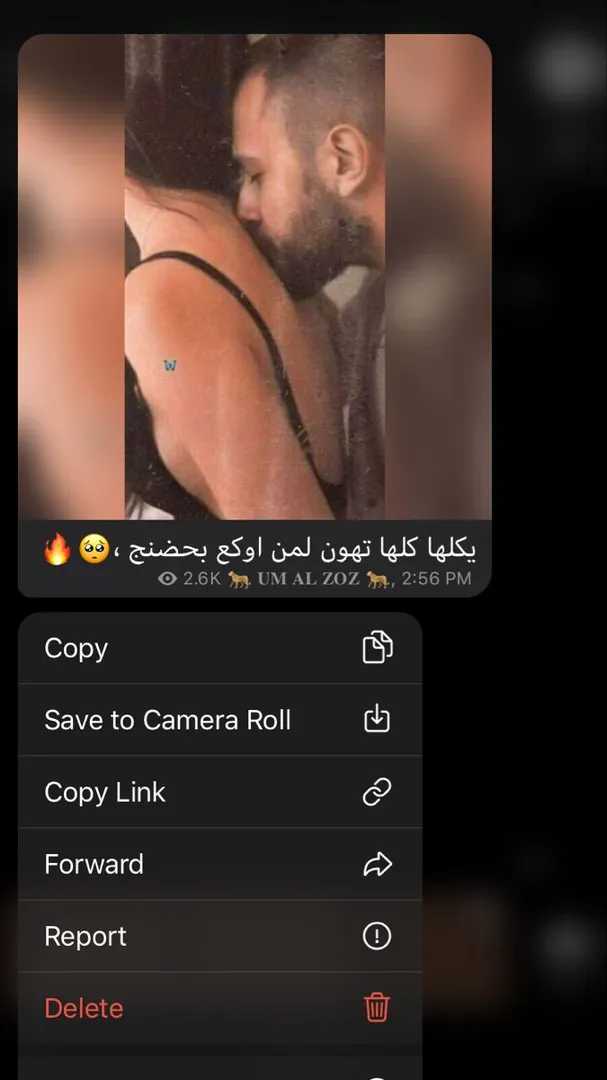 يكلها كلها تهون لمن اوكع بحضنج ،🥺🔥
2.6K 🐆 𝐔𝐌 𝐀𝐋 𝐙𝐎𝐙 🐆, 2:56 PM
Copy
Save to Camera Roll
Copy Link
Forward
Report
Delete